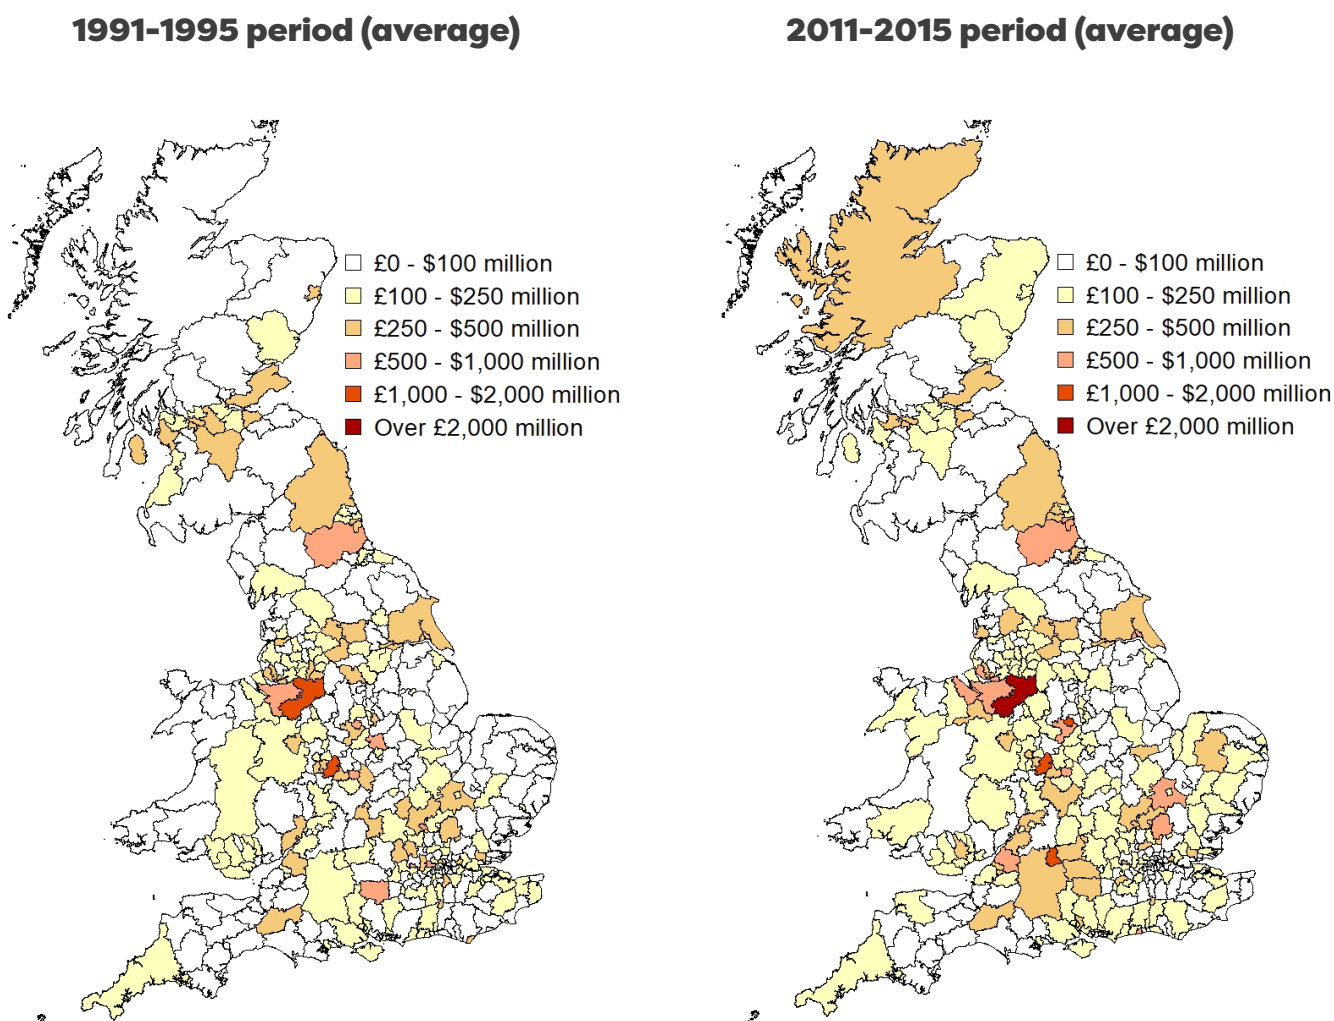 1991-1995 period (average)
2011-2015 period (average)
£0 - $100 million
£100 - $250 million
£250 - $500 million
£500 - $1,000 million
£1,000 - $2,000 million
Over £2,000 million
£0 - $100 million
£100 - $250 million
£250 - $500 million
£500 - $1,000 million
£1,000 - $2,000 million
Over £2,000 million